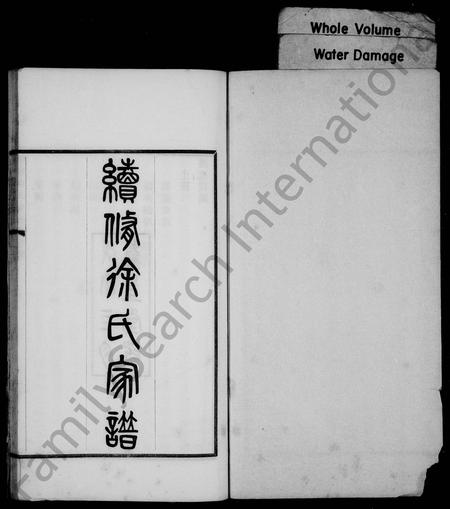 Whole Volume
Water Damage
續修徐氏家譜
FamilySearch International